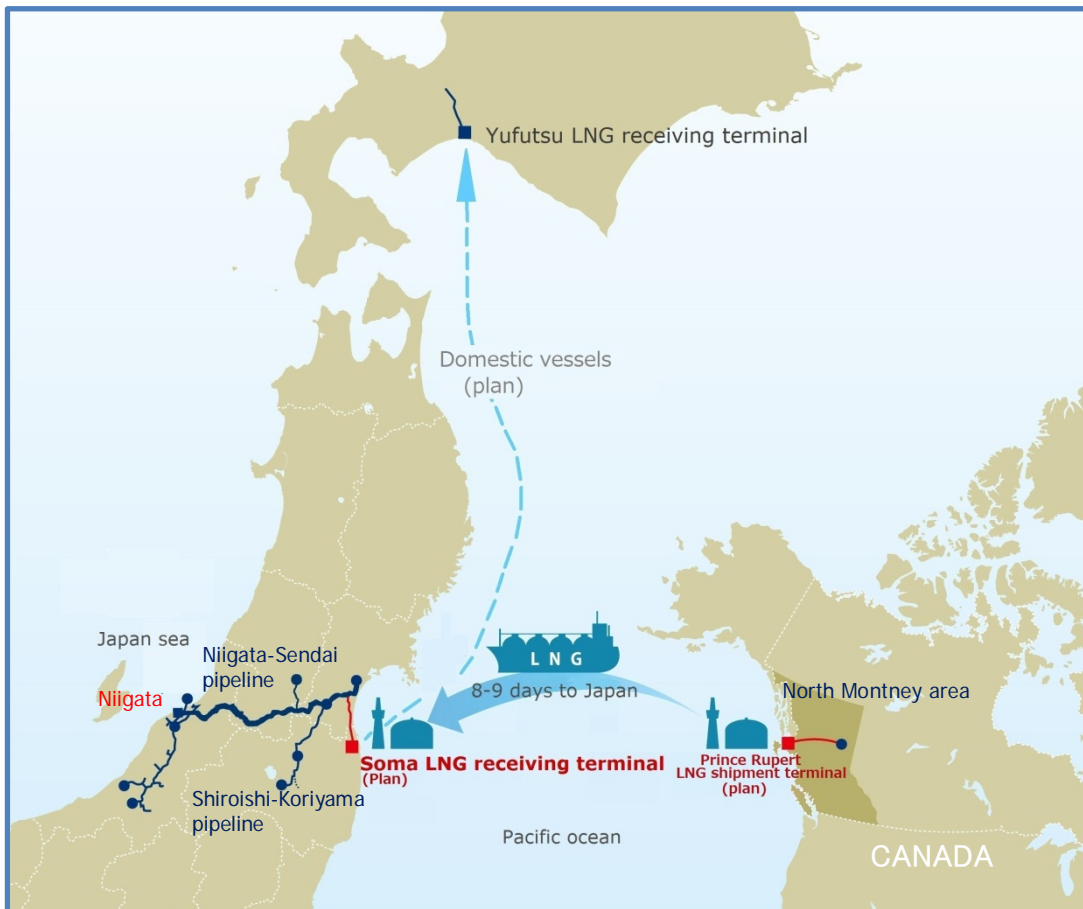 Yufutsu LNG receiving terminal
Domestic vessels
(plan)
Japan sea
Niigata-Sendai
pipeline
Niigata
LNG
8-9 days to Japan
North Montney area
Soma LNG receiving terminal
(Plan)
Prince Rupert
LNG shipment terminal
(plan)
Shiroishi-Koriyama
pipeline
Pacific ocean
CANADA